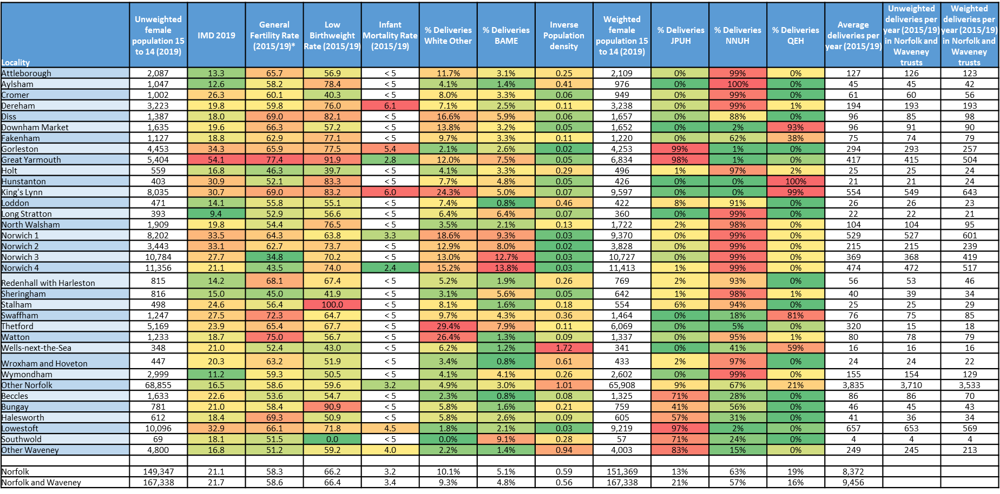 Locality | Unweighted female population 15 to 14 (2019) | IMD 2019 | General Fertility Rate (2015/19)* | Low Birthweight Rate (2015/19) | Infant Mortality Rate (2015/19) | % Deliveries White Other | % Deliveries BAME | Inverse Population density | Weighted female population 15 to 14 (2019) | % Deliveries JPUH | % Deliveries NNUH | % Deliveries QEH | Average deliveries per year (2015/19) | Unweighted deliveries per year (2015/19) in Norfolk and Waveney trusts | Weighted deliveries per year (2015/19) in Norfolk and Waveney trusts
Attleborough 2,087 13.3 65.7 56.9 < 5 11.7% 3.1% 0.25 2,109 0% 99% 0% 127 126 123
Aylsham 1,047 12.6 58.2 78.4 < 5 4.1% 1.4% 0.41 976 0% 100% 0% 45 45 42
Cromer 1,002 26.3 60.1 40.3 < 5 8.0% 3.3% 0.06 949 0% 99% 0% 61 60 56
Dereham 3,223 19.8 59.8 76.0 6.1 7.1% 2.5% 0.11 3,238 0% 99% 1% 194 193 193
Diss 1,387 18.0 69.0 82.1 < 5 16.6% 5.9% 0.06 1,657 0% 88% 0% 96 85 98
Downham Market 1,635 19.6 66.3 57.2 < 5 13.8% 3.2% 0.05 1,652 0% 2% 93% 96 91 90
Fakenham 1,127 18.8 62.9 77.1 < 5 9.7% 3.3% 0.11 1,220 0% 62% 38% 75 74 79
Gorleston 4,453 34.3 65.9 77.5 5.4 2.1% 2.6% 0.02 4,253 99% 1% 0% 294 293 257
Great Yarmouth 5,404 54.1 77.4 91.9 2.8 12.0% 7.5% 0.05 6,834 98% 1% 0% 417 415 504
Holt 559 16.8 46.3 39.7 < 5 4.1% 3.3% 0.29 496 1% 97% 2% 25 25 24
Hunstanton 403 30.9 52.1 83.3 < 5 7.7% 4.8% 0.05 426 0% 0% 100% 21 21 24
King's Lynn 8,035 30.7 69.0 83.2 6.0 24.3% 5.0% 0.07 9,597 0% 0% 99% 554 549 643
Loddon 471 14.1 55.8 55.1 < 5 7.4% 0.8% 0.46 422 8% 91% 0% 26 26 23
Long Stratton 393 9.4 52.9 56.6 < 5 6.4% 6.4% 0.07 360 0% 99% 0% 22 22 21
North Walsham 1,909 19.8 54.4 76.5 < 5 3.5% 2.1% 0.13 1,722 2% 98% 0% 104 104 95
Norwich 1 8,202 33.5 64.3 63.8 3.3 18.6% 9.3% 0.03 9,370 0% 99% 0% 529 527 601
Norwich 2 3,443 33.1 62.7 73.7 < 5 12.9% 8.0% 0.02 3,828 0% 99% 0% 215 215 239
Norwich 3 10,784 27.7 34.8 70.2 < 5 13.0% 12.7% 0.03 10,727 0% 99% 0% 369 368 419
Norwich 4 11,356 21.1 43.5 74.0 2.4 15.2% 13.8% 0.03 11,413 1% 99% 0% 474 472 517
Redenhall with Harleston 815 14.2 68.1 67.4 < 5 5.2% 1.9% 0.26 769 2% 93% 0% 56 53 46
Sheringham 816 15.0 45.0 41.9 < 5 3.1% 5.6% 0.05 642 1% 98% 1% 40 39 34
Stalham 498 24.6 56.4 100.0 < 5 8.1% 1.6% 0.18 554 6% 94% 0% 25 25 29
Swaffham 1,247 27.5 72.3 64.7 < 5 9.7% 4.3% 0.36 1,464 0% 18% 81% 76 75 85
Thetford 5,169 23.9 65.4 67.7 < 5 29.4% 7.9% 0.11 6,069 0% 5% 0% 320 15 18
Watton 1,233 18.7 75.0 56.7 < 5 26.4% 1.3% 0.09 1,337 0% 95% 1% 80 78 79
Wells-next-the-Sea 348 21.0 52.4 43.0 < 5 6.2% 1.2% 1.72 341 0% 41% 59% 16 16 16
Wroxham and Hoveton 447 20.3 63.2 51.9 < 5 3.4% 0.8% 0.61 433 2% 97% 0% 24 24 22
Wymondham 2,999 11.2 59.3 50.5 < 5 4.1% 4.1% 0.26 2,602 0% 99% 0% 155 154 129
Other Norfolk 68,855 16.5 58.6 59.6 3.2 4.9% 3.0% 1.01 65,908 9% 67% 21% 3,835 3,710 3,533
Beccles 1,633 22.6 53.6 54.7 < 5 2.3% 0.8% 0.08 1,325 71% 28% 0% 86 86 70
Bungay 781 21.0 58.4 90.9 < 5 5.8% 1.6% 0.21 759 41% 56% 0% 46 45 43
Halesworth 612 18.4 69.3 50.9 < 5 5.8% 2.6% 0.09 605 57% 31% 0% 41 36 34
Lowestoft 10,096 32.9 66.1 71.8 4.5 1.8% 2.1% 0.03 9,219 97% 2% 0% 657 653 569
Southwold 69 18.1 51.5 0.0 < 5 0.0% 9.1% 0.28 57 71% 24% 0% 4 4 4
Other Waveney 4,800 16.8 51.2 59.2 4.0 2.2% 1.4% 0.94 4,003 83% 15% 0% 249 245 213
Norfolk 149,347 21.1 58.3 66.2 3.2 10.1% 5.1% 0.59 151,369 13% 63% 19% 8,372
Norfolk and Waveney 167,338 21.7 58.6 66.4 3.4 9.3% 4.8% 0.56 167,338 21% 57% 16% 9,456